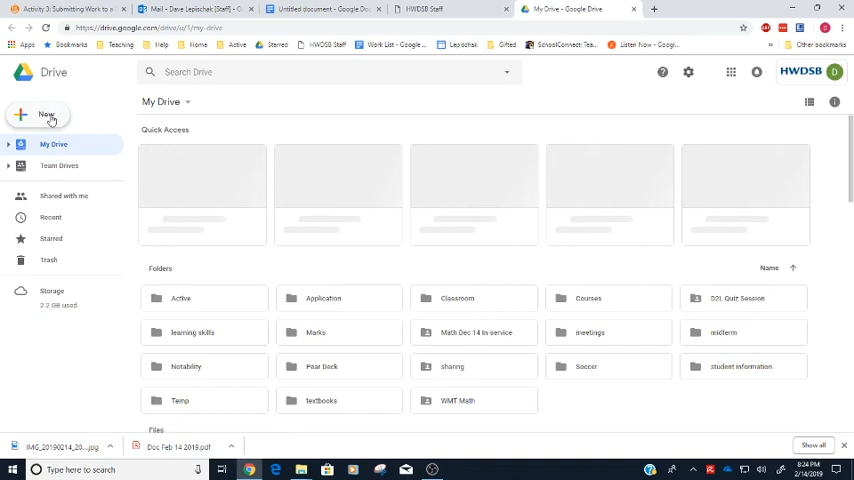 Activity 3: Submitting Work to a
Mail - Dave Lepischak [Staff] - O
Untitled document - Google Doc
HWDSB Staff
My Drive - Google Drive
https://drive.google.com/drive/u/1/my-drive
Apps
Bookmarks
Teaching
Help
Home
Active
Starred
HWDSB Staff
Work List - Google ...
Lepischak
Gifted
SchoolConnect: Tea...
Listen Now - Googl...
»
Other bookmarks
Drive
Search Drive
HWDSB D
New
My Drive
My Drive
Team Drives
Shared with me
Recent
Starred
Trash
Storage
2.2 GB used
Quick Access
Folders
Name
Active
Application
Classroom
Courses
D2L Quiz Session
learning skills
Marks
Math Dec 14 In-service
meetings
midterm
Notability
Pear Deck
sharing
Soccer
student information
Temp
textbooks
WMT Math
Files
IMG_20190214_20....jpg
Doc Feb 14 2019.pdf
Show all
Type here to search
8:24 PM
2/14/2019